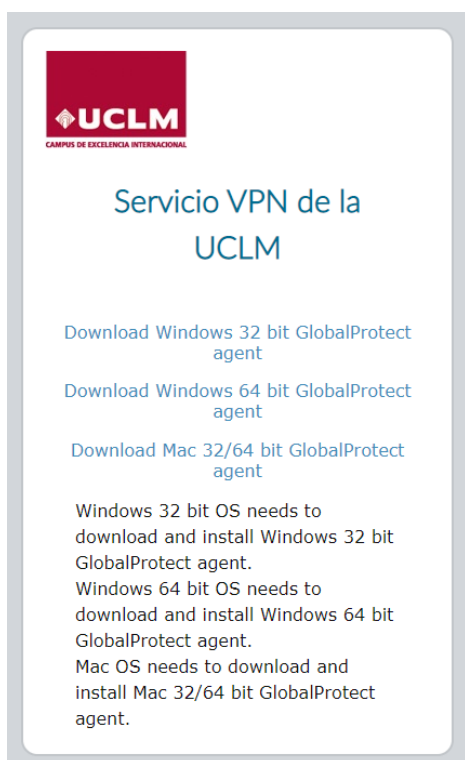 UCLM
CAMPUS DE EXCELENCIA INTERNACIONAL
Servicio VPN de la
UCLM
Download Windows 32 bit GlobalProtect
agent
Download Windows 64 bit GlobalProtect
agent
Download Mac 32/64 bit GlobalProtect
agent
Windows 32 bit OS needs to
download and install Windows 32 bit
GlobalProtect agent.
Windows 64 bit OS needs to
download and install Windows 64 bit
GlobalProtect agent.
Mac OS needs to download and
install Mac 32/64 bit GlobalProtect
agent.